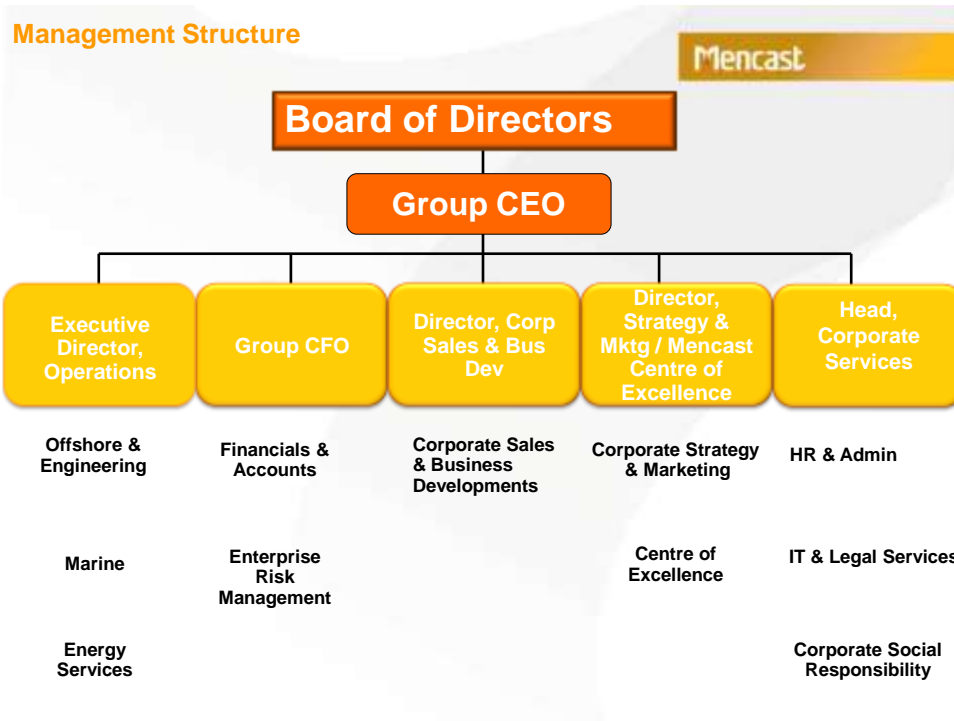 Management Structure
Mencast
Board of Directors
Group CEO
Executive
Director,
Operations
Group CFO
Director, Corp
Sales & Bus
Dev
Director,
Strategy &
Mktg / Mencast
Centre of
Excellence
Head,
Corporate
Services
Offshore &
Engineering
Marine
Energy
Services
Financials &
Accounts
Enterprise
Risk
Management
Corporate Sales
& Business
Developments
Corporate Strategy
& Marketing
Centre of
Excellence
HR & Admin
IT & Legal Services
Corporate Social
Responsibility